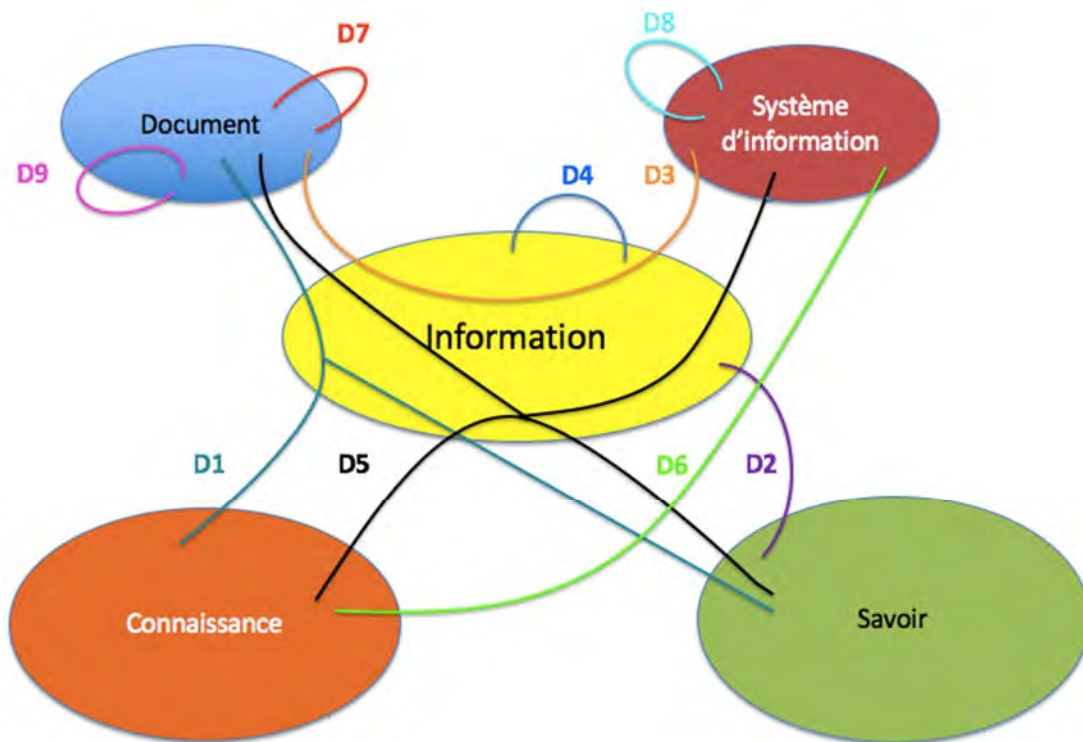 D7
D8
Document
Système
d'information
D9
D4
D3
Information
D1
D5
D6
D2
Connaissance
Savoir